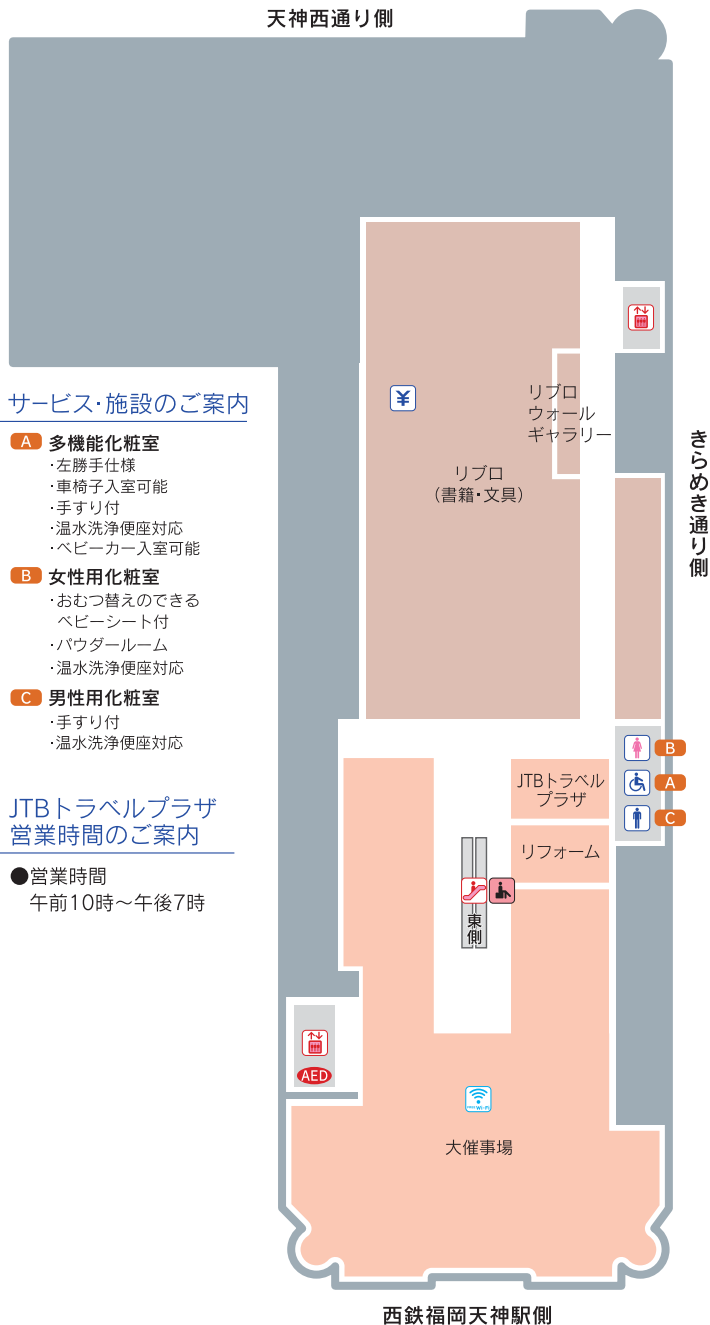 天神西通り側
リブロ
ウォール
ギャラリー
¥
リブロ
（書籍・文具）
きらめき通り側
サービス・施設のご案内
A 多機能化粧室
・左勝手仕様
・車椅子入室可能
・手すり付
・温水洗浄便座対応
・ベビーカー入室可能
B 女性用化粧室
・おむつ替えのできる
ベビーシート付
・パウダールーム
・温水洗浄便座対応
C 男性用化粧室
・手すり付
・温水洗浄便座対応
JTBトラベルプラザ
営業時間のご案内
●営業時間
午前10時～午後7時
B
A
C
JTBトラベル
プラザ
リフォーム
東側
AED
Wi-Fi
大催事場
西鉄福岡天神駅側